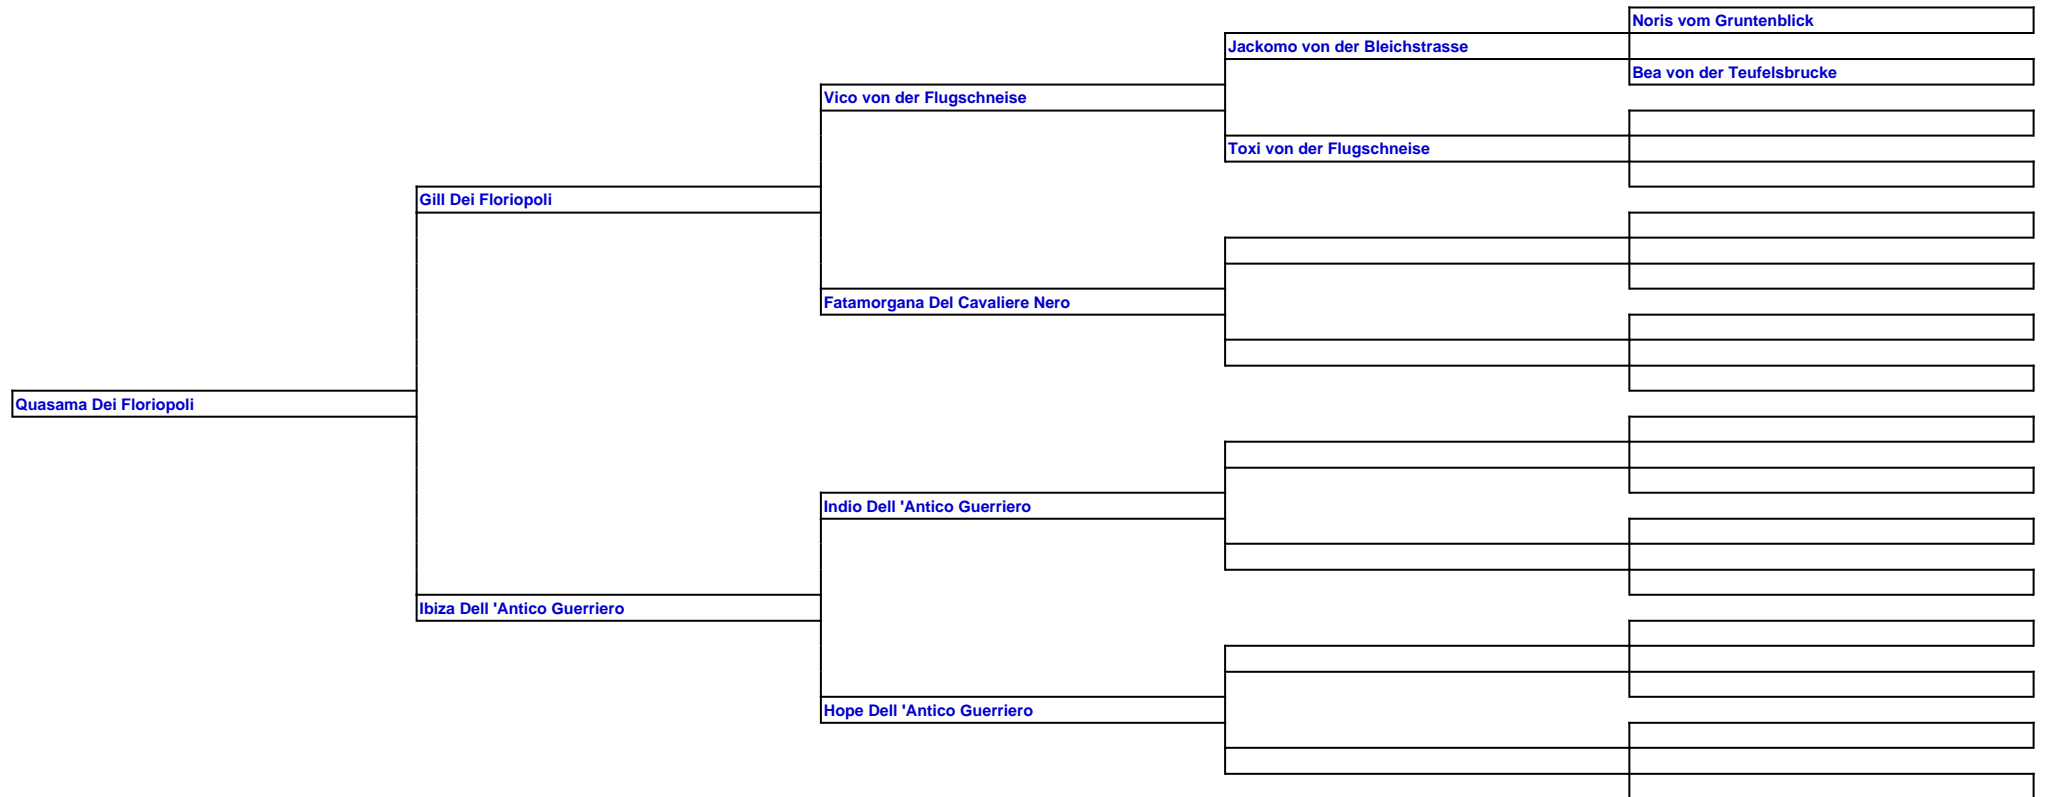 Noris vom Gruntenblick
Jackomo von der Bleichstrasse
Bea von der Teufelsbrucke
Vico von der Flugschneise
Toxi von der Flugschneise
Gill Dei Floriopoli
Fatamorgana Del Cavaliere Nero
Quasama Dei Floriopoli
Indio Dell 'Antico Guerriero
Ibiza Dell 'Antico Guerriero
Hope Dell 'Antico Guerriero